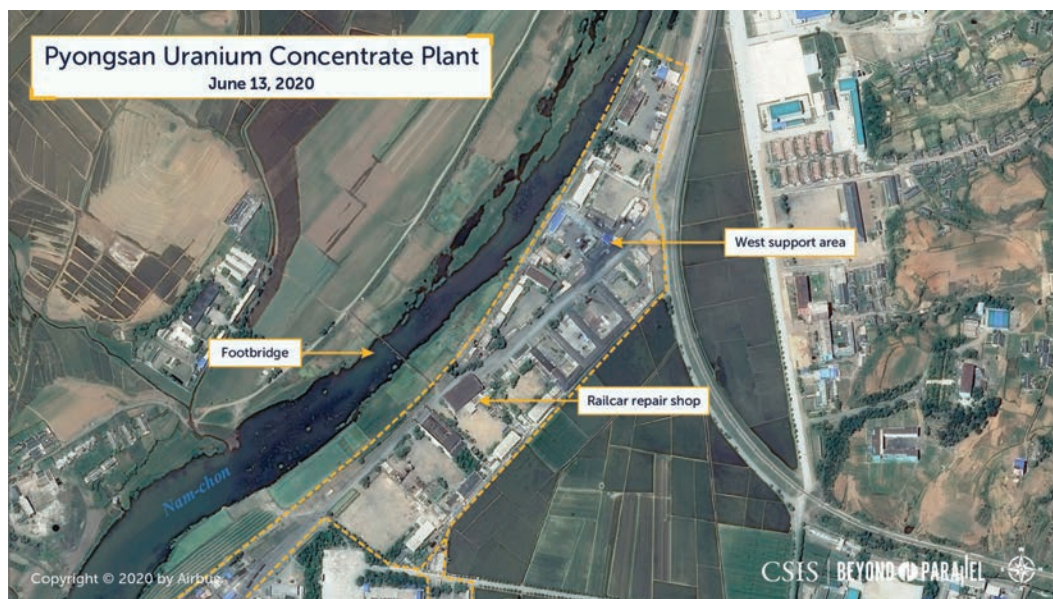 Pyongsan Uranium Concentrate Plant
June 13, 2020
West support area
Footbridge
Railcar repair shop
Nam-chon
Copyright © 2020 by Airbus.
CSIS | BEYOND PARALLEL